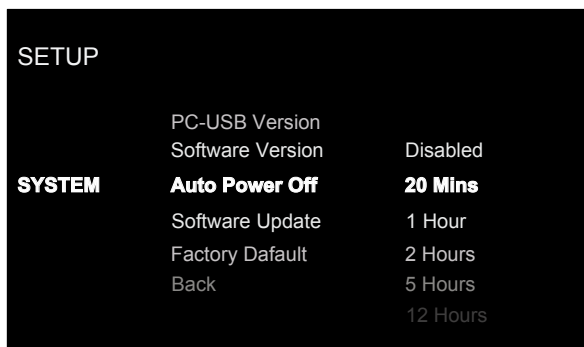 SETUP
PC-USB Version
Software Version Disabled
SYSTEM Auto Power Off 20 Mins
Software Update 1 Hour
Factory Dafault 2 Hours
Back 5 Hours
12 Hours